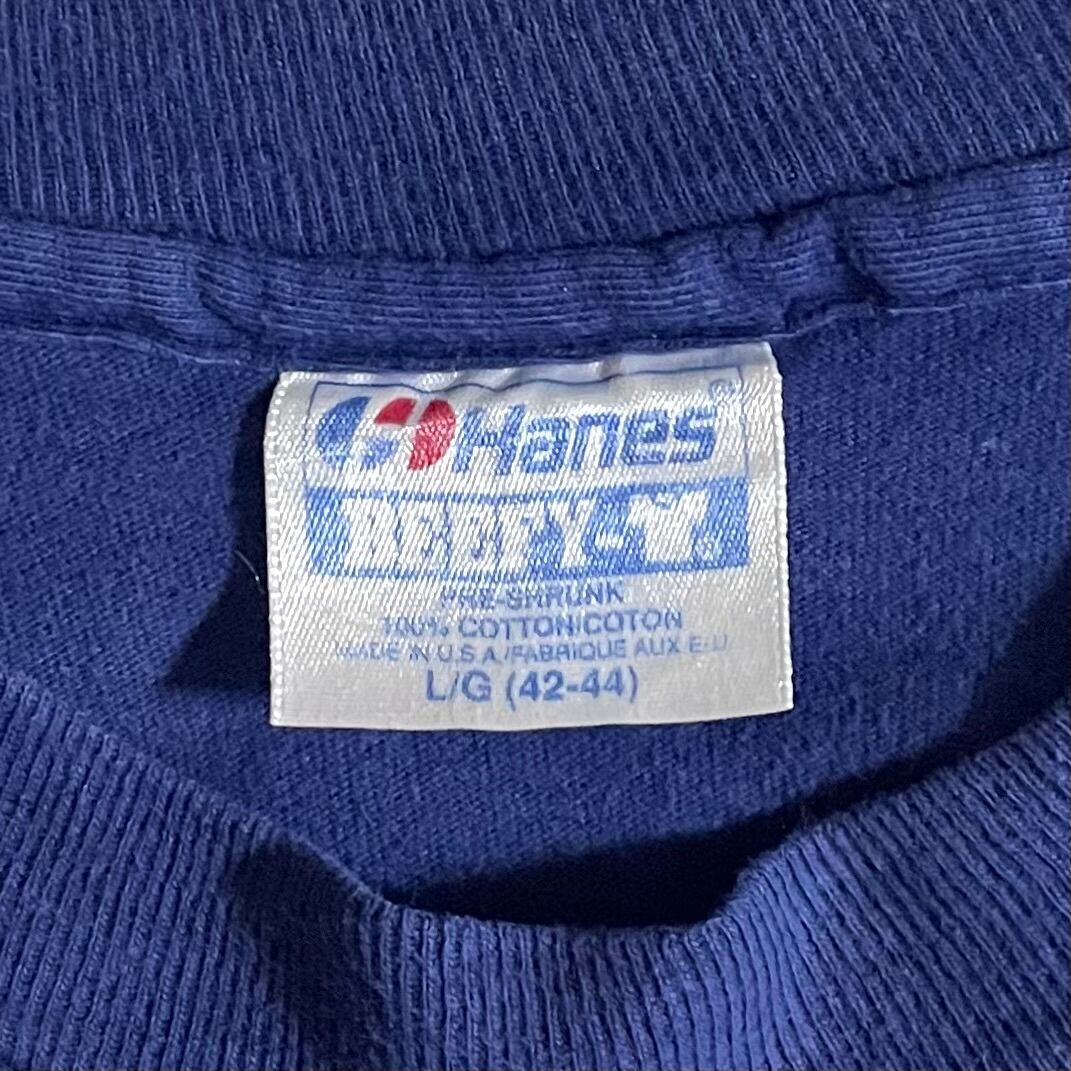 Hanes®
BEEFY-T®
PRE-SHRUNK
100% COTTON/COTON
MADE IN U.S.A./FABRIQUE AUX E.-U.
L/G (42-44)